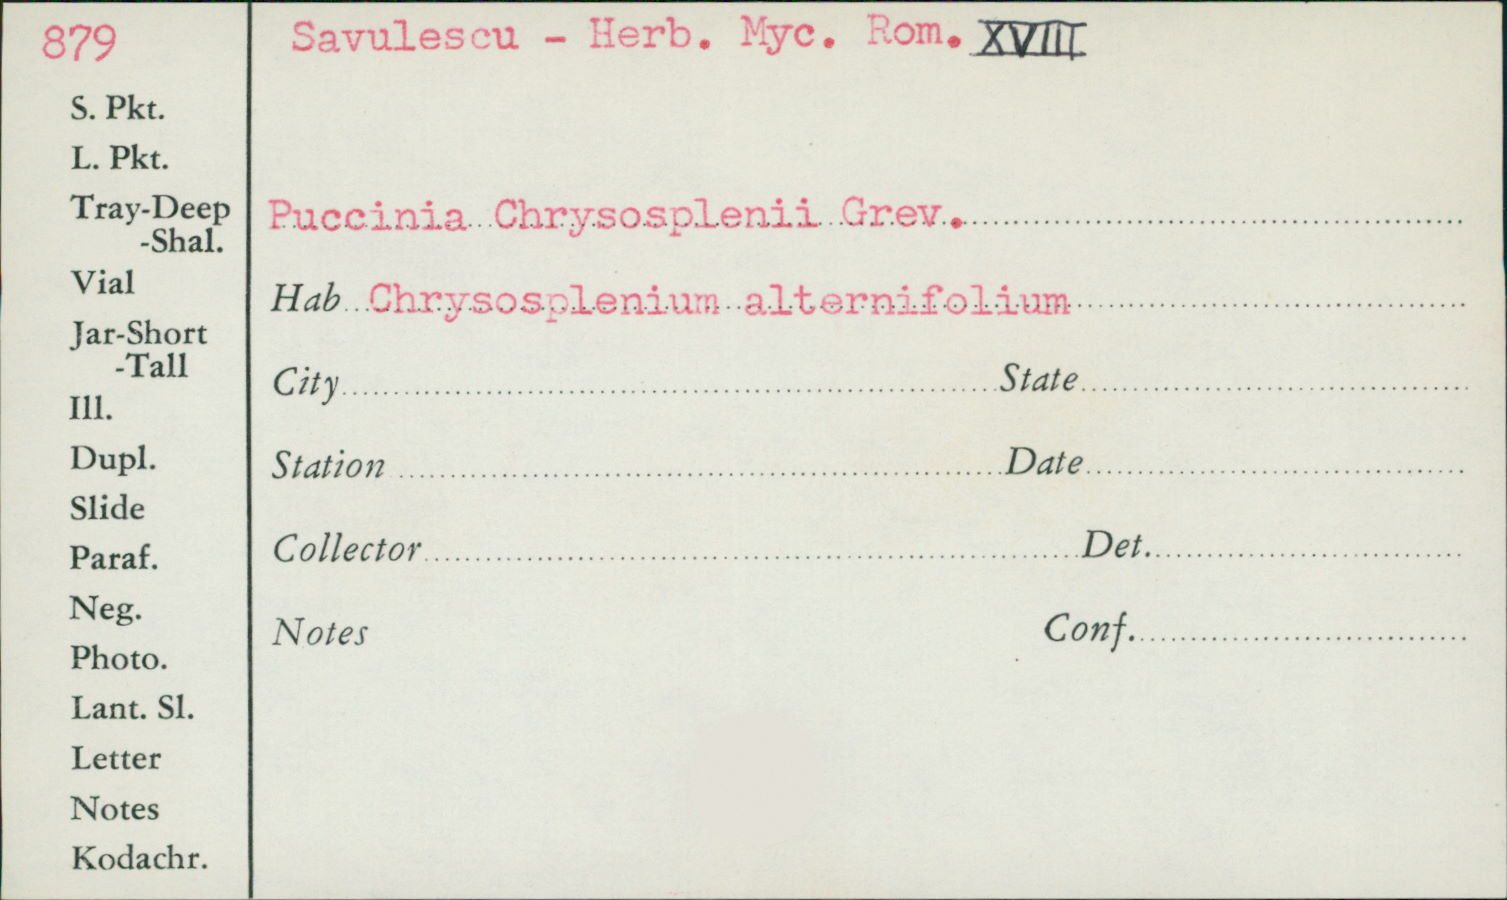 879
Savulescu - Herb. Myc. Rom. XVIII
S. Pkt.
L. Pkt.
Tray-Deep
-Shal.
Vial
Jar-Short
-Tall
Ill.
Dupl.
Slide
Paraf.
Neg.
Photo.
Lant. Sl.
Letter
Notes
Kodachr.
Puccinia Chrysosplenii Grev.
Hab Chrysosplenium alternifolium
City State
Station Date
Collector Det.
Notes Conf.